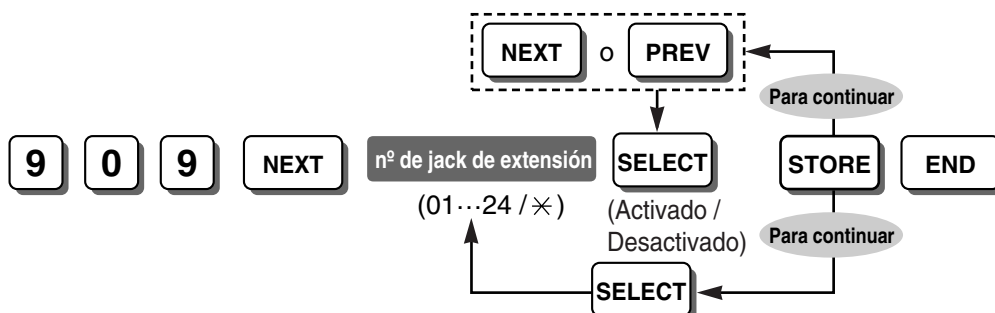 NEXT o PREV
Para continuar
9 0 9 NEXT nº de jack de extensión SELECT STORE END
(01···24 / ✳) (Activado /
Desactivado)
Para continuar
SELECT